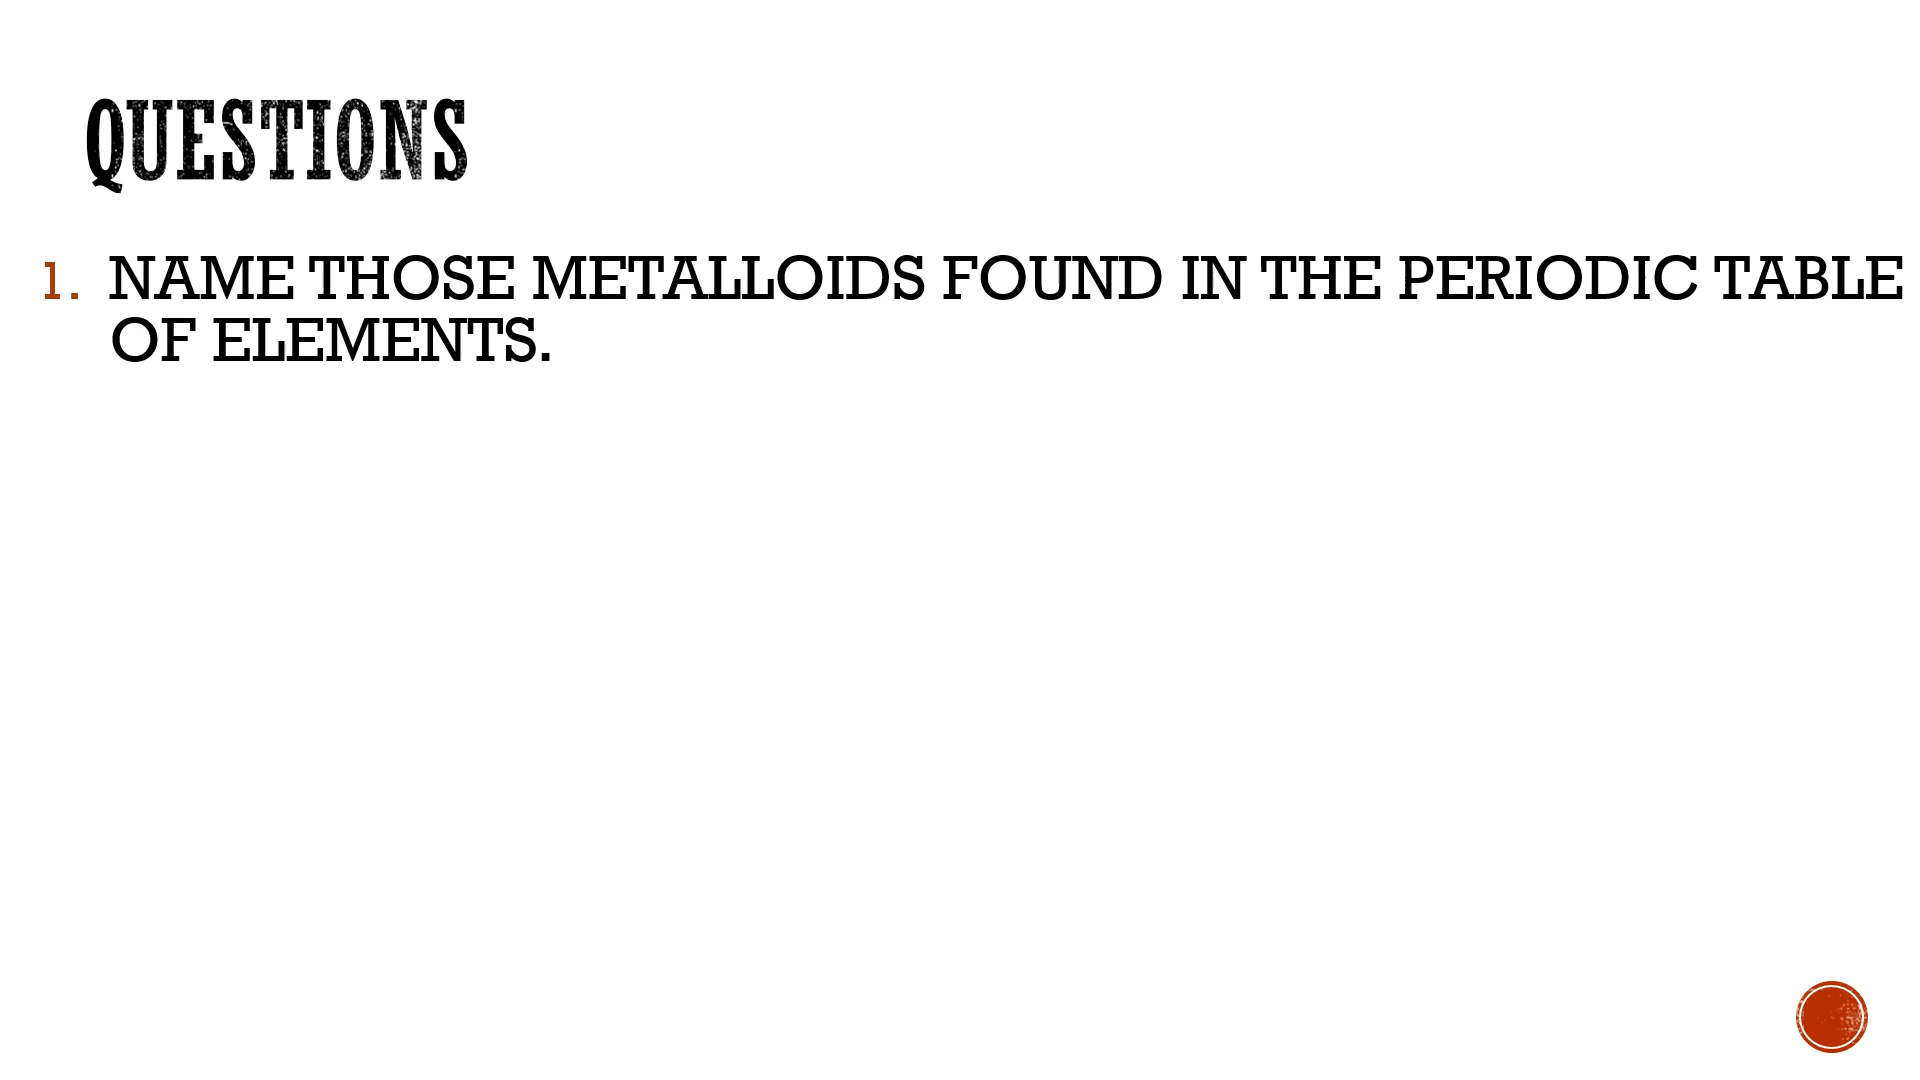 QUESTIONS
1. NAME THOSE METALLOIDS FOUND IN THE PERIODIC TABLE
OF ELEMENTS.